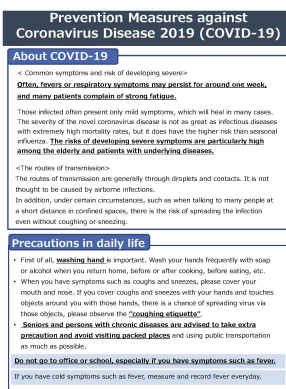 Prevention Measures against
Coronavirus Disease 2019 (COVID-19)
About COVID-19
< Common symptoms and risk of developing severe>
Often, fevers or respiratory symptoms may persist for around one week,
and many patients complain of strong fatigue.
Those infected often present only mild symptoms, which will heal in many cases.
The severity of the novel coronavirus disease is not as great as infectious diseases
with extremely high mortality rates, but it does have the higher risk than seasonal
influenza. The risks of developing severe symptoms are particularly high
among the elderly and patients with underlying diseases.
<The routes of transmission>
The routes of transmission are generally through droplets and contacts. It is not
thought to be caused by airborne infections.
In addition, under certain circumstances, such as when talking to many people at
a short distance in confined spaces, there is the risk of spreading the infection
even without coughing or sneezing.
Precautions in daily life
• First of all, washing hand is important. Wash your hands frequently with soap
or alcohol when you return home, before or after cooking, before eating, etc.
• When you have symptoms such as coughs and sneezes, please cover your
mouth and nose. If you cover coughs and sneezes with your hands and touches
objects around you with those hands, there is a chance of spreading virus via
those objects, please observe the "coughing etiquette".
• Seniors and persons with chronic diseases are advised to take extra
precaution and avoid visiting packed places and using public transportation
as much as possible.
Do not go to office or school, especially if you have symptoms such as fever.
If you have cold symptoms such as fever, measure and record fever everyday.